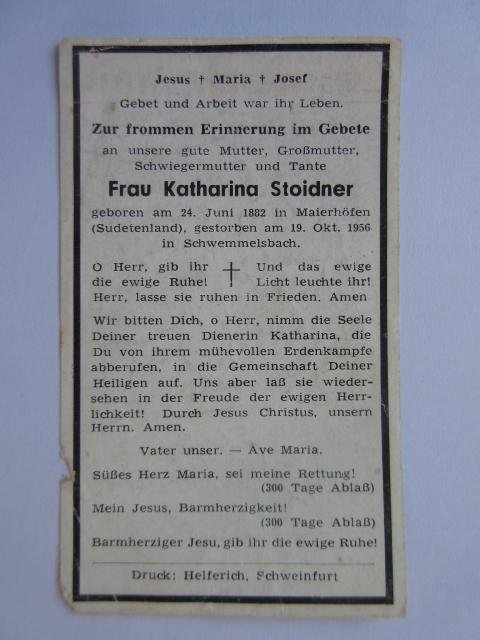 Jesus † Maria † Josef
Gebet und Arbeit war ihr Leben.
Zur frommen Erinnerung im Gebete
an unsere gute Mutter, Großmutter,
Schwiegermutter und Tante
Frau Katharina Stoidner
geboren am 24. Juni 1882 in Maierhöfen
(Sudetenland), gestorben am 19. Okt. 1956
in Schwemmelsbach.
O Herr, gib ihr † Und das ewige
die ewige Ruhe! Licht leuchte ihr!
Herr, lasse sie ruhen in Frieden. Amen
Wir bitten Dich, o Herr, nimm die Seele
Deiner treuen Dienerin Katharina, die
Du von ihrem mühevollen Erdenkampfe
abberufen, in die Gemeinschaft Deiner
Heiligen auf. Uns aber laß sie wieder-
sehen in der Freude der ewigen Herr-
lichkeit! Durch Jesus Christus, unsern
Herrn. Amen.
Vater unser. — Ave Maria.
Süßes Herz Maria, sei meine Rettung!
(300 Tage Ablaß)
Mein Jesus, Barmherzigkeit!
(300 Tage Ablaß)
Barmherziger Jesu, gib ihr die ewige Ruhe!
Druck: Helferich, Schweinfurt